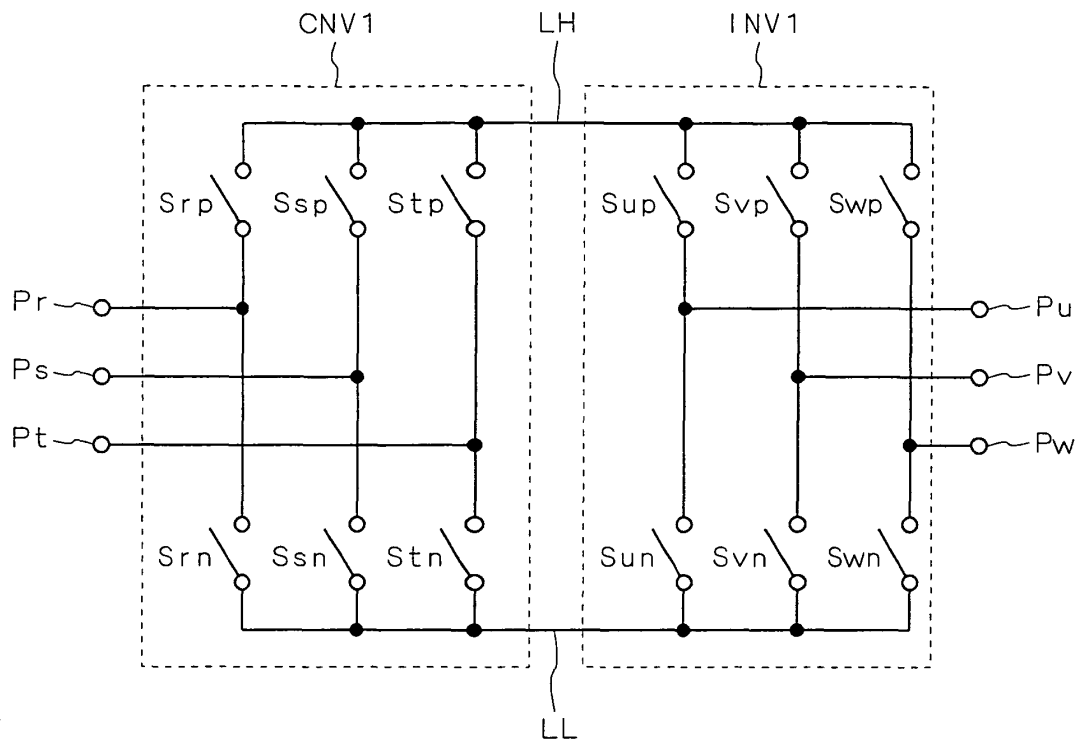 CNV1 LH INV1
Srp Ssp Stp Sup Svp Swp
Pr Pu
Ps Pv
Pt Pw
Srn Ssn Stn Sun Svn Swn
LL